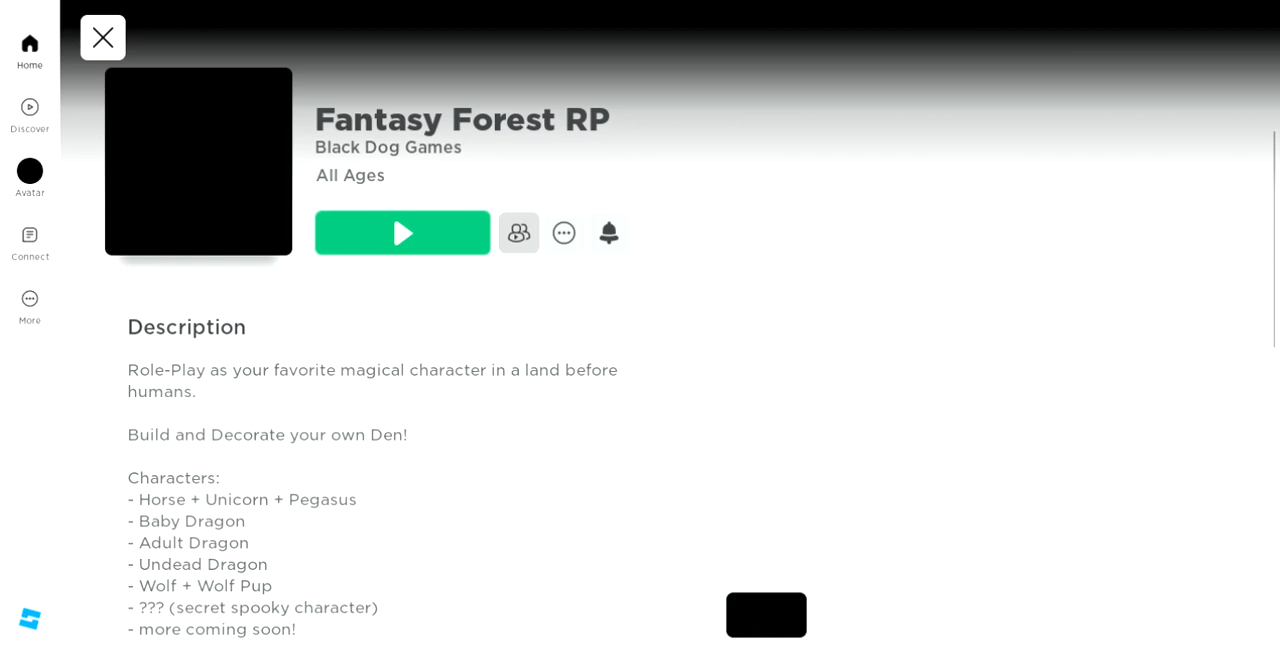 Home
Discover
Avatar
Connect
More
Fantasy Forest RP
Black Dog Games
All Ages
Description
Role-Play as your favorite magical character in a land before
humans.
Build and Decorate your own Den!
Characters:
- Horse + Unicorn + Pegasus
- Baby Dragon
- Adult Dragon
- Undead Dragon
- Wolf + Wolf Pup
- ??? (secret spooky character)
- more coming soon!